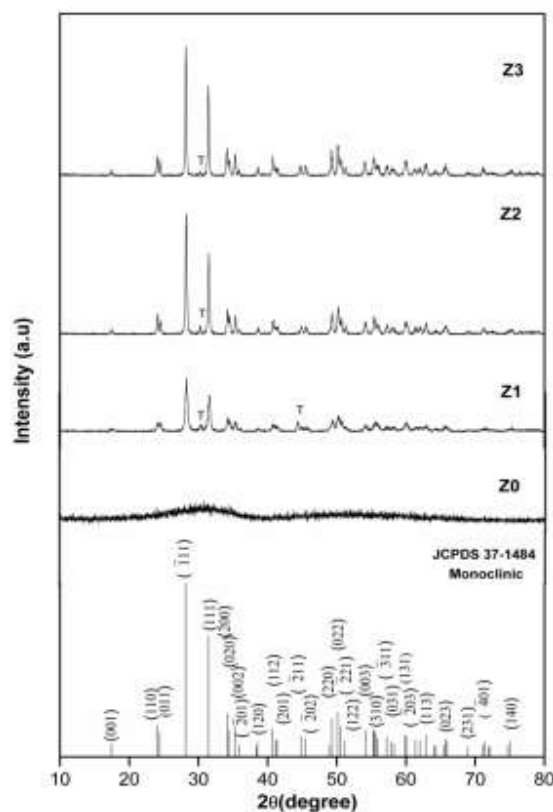 Z3
T
Z2
T
Z1
T
T
Z0
JCPDS 37-1484
Monoclinic
Intensity (a.u)
(001)
(110)
(011)
(̄111)
(111)
(200)
(020)
(002)
(̄201)
(120)
(112)
(201)
(̄211)
(̄202)
(220)
(022)
(̄221)
(122)
(003)
(310)
(̄311)
(031)
(131)
(̄203)
(113)
(023)
(231)
(̄401)
(140)
10 20 30 40 50 60 70 80
2θ(degree)